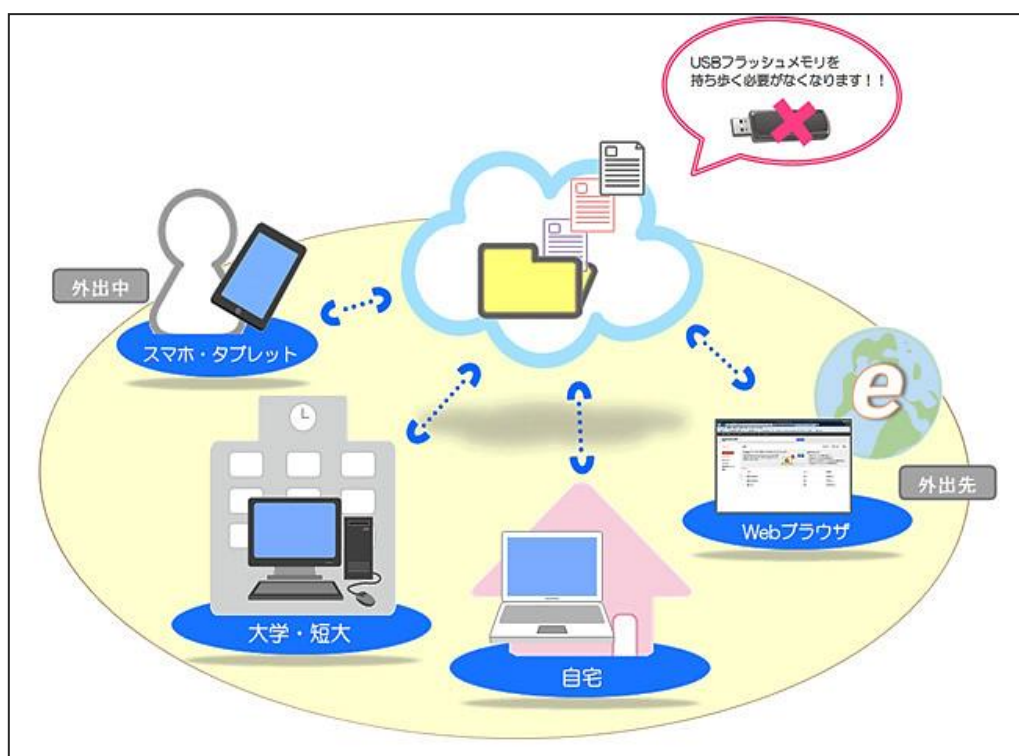 USBフラッシュメモリを
持ち歩く必要がなくなります！！
外出中
スマホ・タブレット
e
外出先
Webブラウザ
大学・短大
自宅